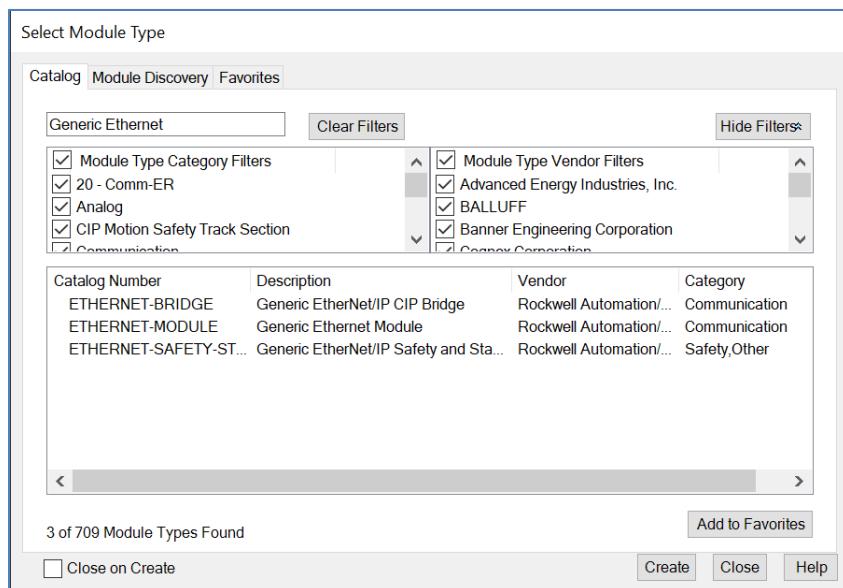 Select Module Type
Catalog Module Discovery Favorites
Generic Ethernet Clear Filters Hide Filters
Module Type Category Filters Module Type Vendor Filters
20 - Comm-ER Advanced Energy Industries, Inc.
Analog BALLUFF
CIP Motion Safety Track Section Banner Engineering Corporation
Communication Cognex Corporation
Catalog Number Description Vendor Category
ETHERNET-BRIDGE Generic EtherNet/IP CIP Bridge Rockwell Automation/... Communication
ETHERNET-MODULE Generic Ethernet Module Rockwell Automation/... Communication
ETHERNET-SAFETY-ST... Generic EtherNet/IP Safety and Sta... Rockwell Automation/... Safety,Other
3 of 709 Module Types Found Add to Favorites
Close on Create Create Close Help